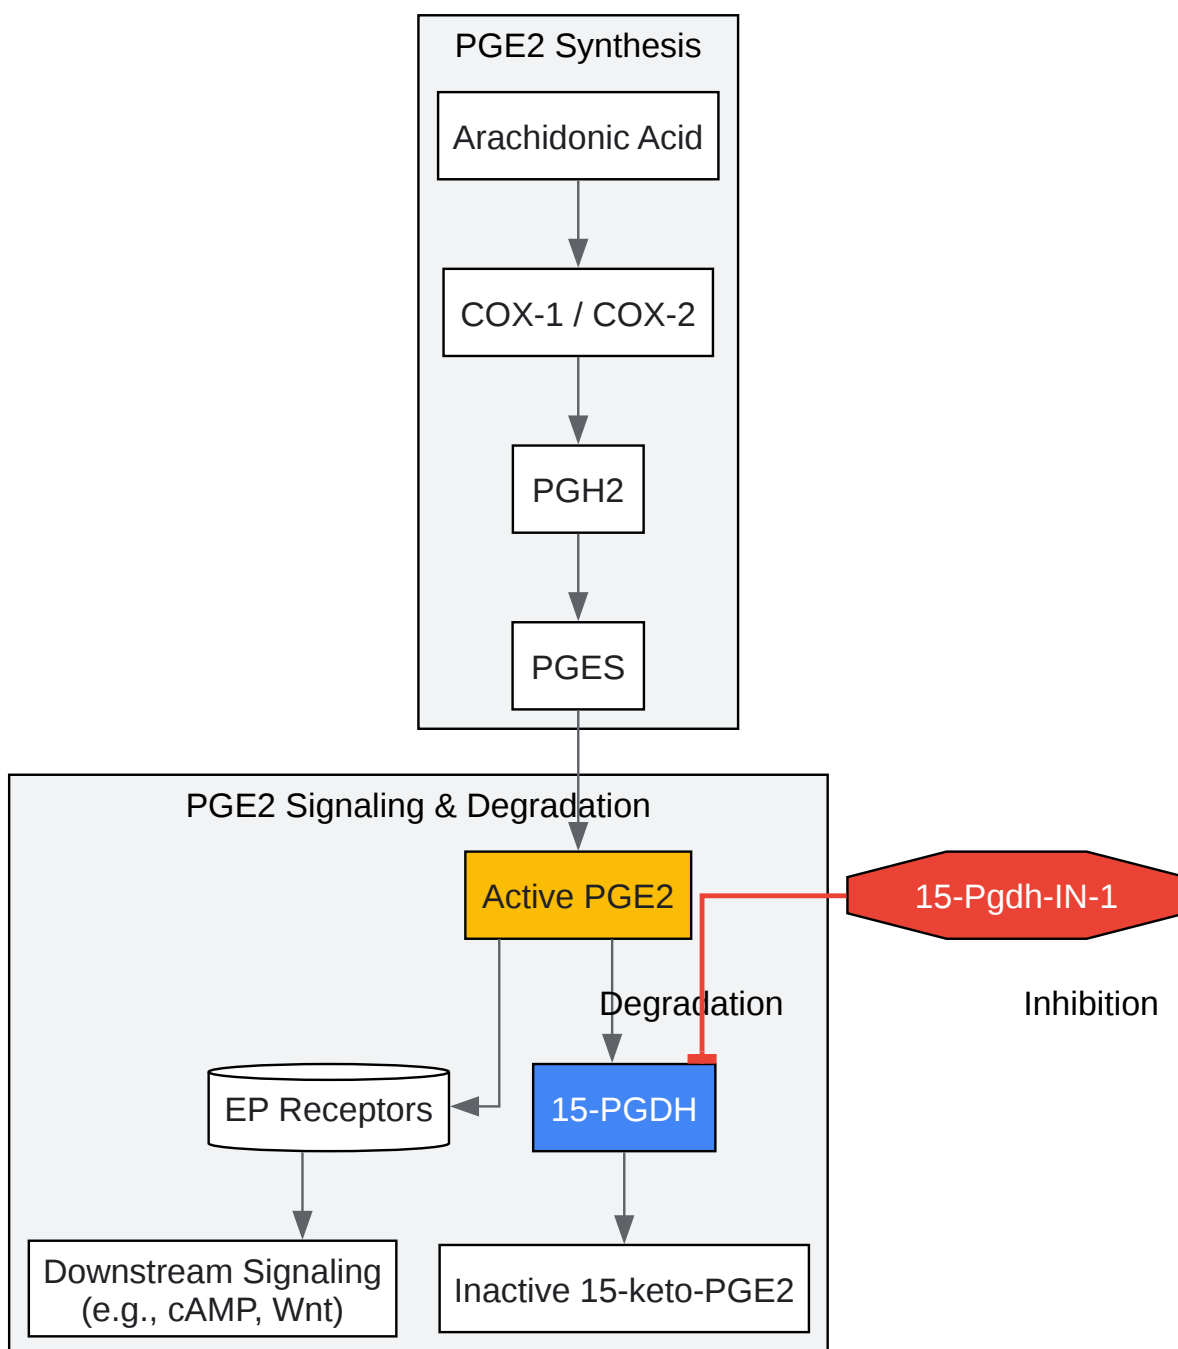 PGE2 Synthesis
Arachidonic Acid
COX-1 / COX-2
PGH2
PGES
PGE2 Signaling & Degradation
Active PGE2
15-Pgdh-IN-1
Degradation
Inhibition
EP Receptors
15-PGDH
Downstream Signaling
(e.g., cAMP, Wnt)
Inactive 15-keto-PGE2